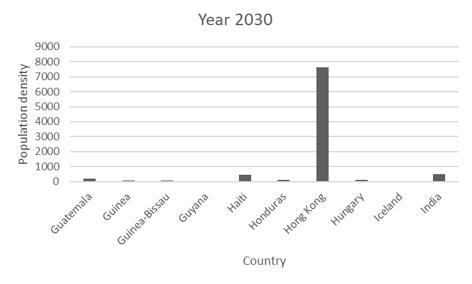 Year 2030
Population density
9000
8000
7000
6000
5000
4000
3000
2000
1000
0
Guatemala
Guinea
Guinea-Bissau
Guyana
Haiti
Honduras
Hong Kong
Hungary
Iceland
India
Country